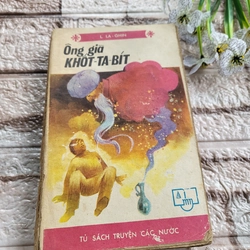 L. LA-GHIN
Ông già
KHỐT-TA-BÍT
TỦ SÁCH TRUYỆN CÁC NƯỚC